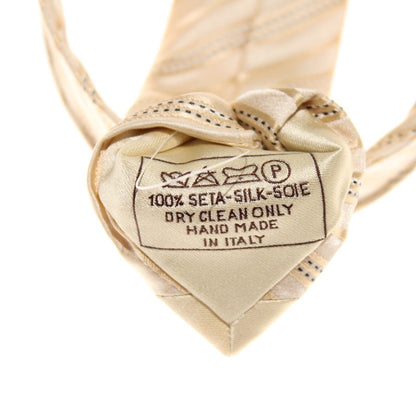 P
100% SETA-SILK-SOIE
DRY CLEAN ONLY
HAND MADE
IN ITALY